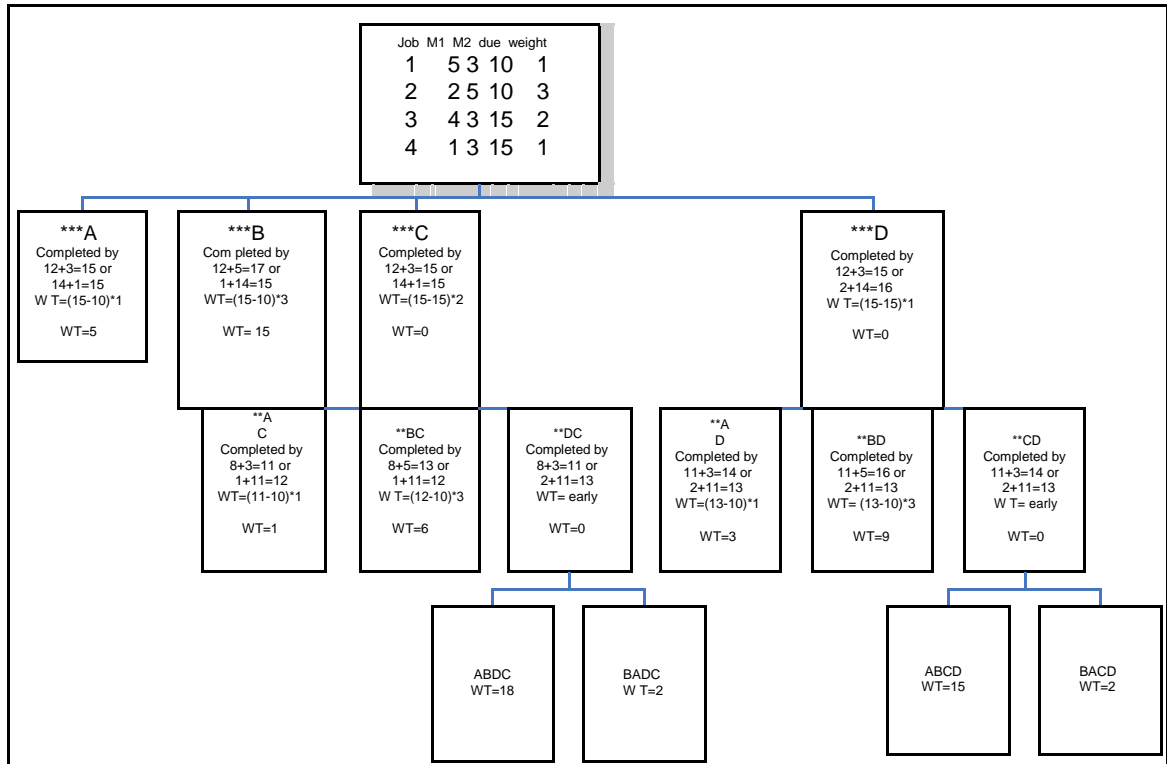 Job M1 M2 due weight
1 5 3 10 1
2 2 5 10 3
3 4 3 15 2
4 1 3 15 1
***A
Completed by
12+3=15 or
14+1=15
W T=(15-10)*1
WT=5
***B
Com pleted by
12+5=17 or
1+14=15
WT=(15-10)*3
WT= 15
***C
Completed by
12+3=15 or
14+1=15
WT=(15-15)*2
WT=0
***D
Completed by
12+3=15 or
2+14=16
W T=(15-15)*1
WT=0
**A
C
Completed by
8+3=11 or
1+11=12
WT=(11-10)*1
WT=1
**BC
Completed by
8+5=13 or
1+11=12
W T=(12-10)*3
WT=6
**DC
Completed by
8+3=11 or
2+11=13
WT= early
WT=0
**A
D
Completed by
11+3=14 or
2+11=13
WT=(13-10)*1
WT=3
**BD
Completed by
11+5=16 or
2+11=13
WT= (13-10)*3
WT=9
**CD
Completed by
11+3=14 or
2+11=13
W T= early
WT=0
ABDC
WT=18
BADC
W T=2
ABCD
WT=15
BACD
WT=2